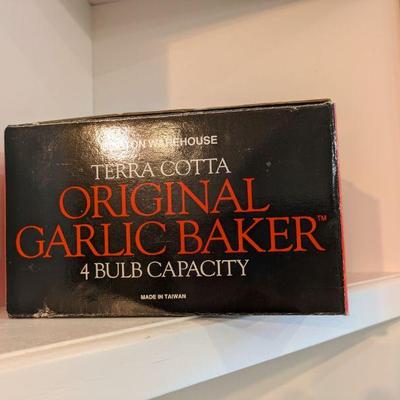 WAREHOUSE
TERRA COTTA
ORIGINAL
GARLIC BAKER™
4 BULB CAPACITY
MADE IN TAIWAN